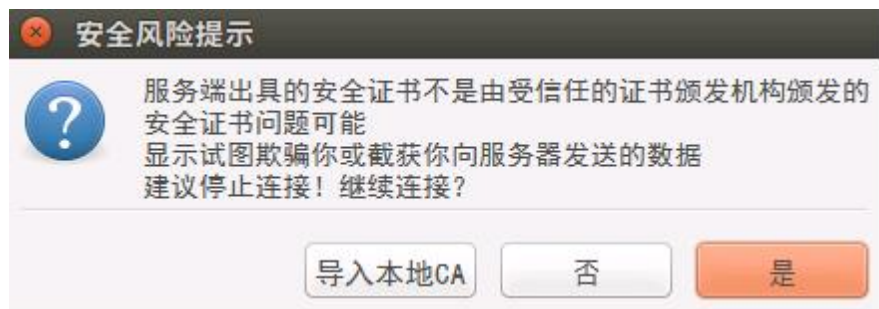 安全风险提示
服务端出具的安全证书不是由受信任的证书颁发机构颁发的
安全证书问题可能
显示试图欺骗你或截获你向服务器发送的数据
建议停止连接！继续连接？
导入本地CA
否
是